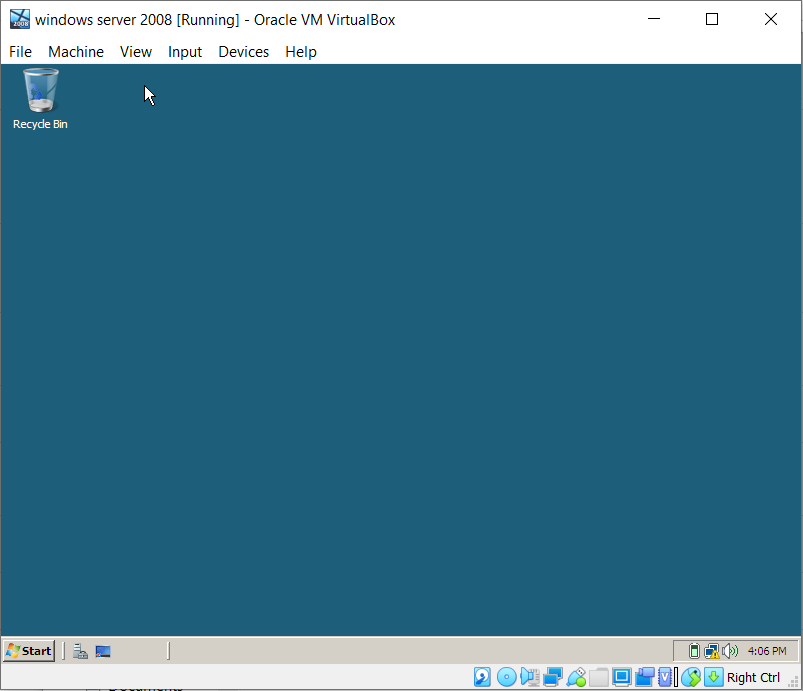 windows server 2008 [Running] - Oracle VM VirtualBox
File Machine View Input Devices Help
Recycle Bin
Start
4:06 PM
Right Ctrl